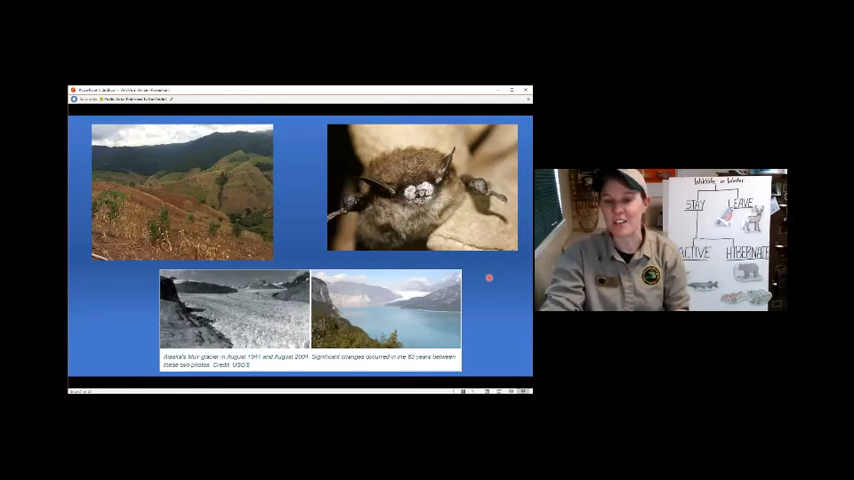 Alaska's Muir glacier in August 1941 and August 2004. Significant changes occurred in the 63 years between
these two photos. Credit: USGS
Wildlife in Winter
STAY
LEAVE
ACTIVE
HIBERNATE